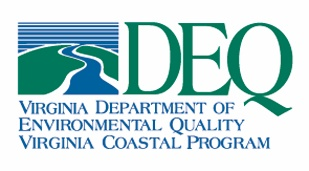 DEQ
VIRGINIA DEPARTMENT OF
ENVIRONMENTAL QUALITY
VIRGINIA COASTAL PROGRAM